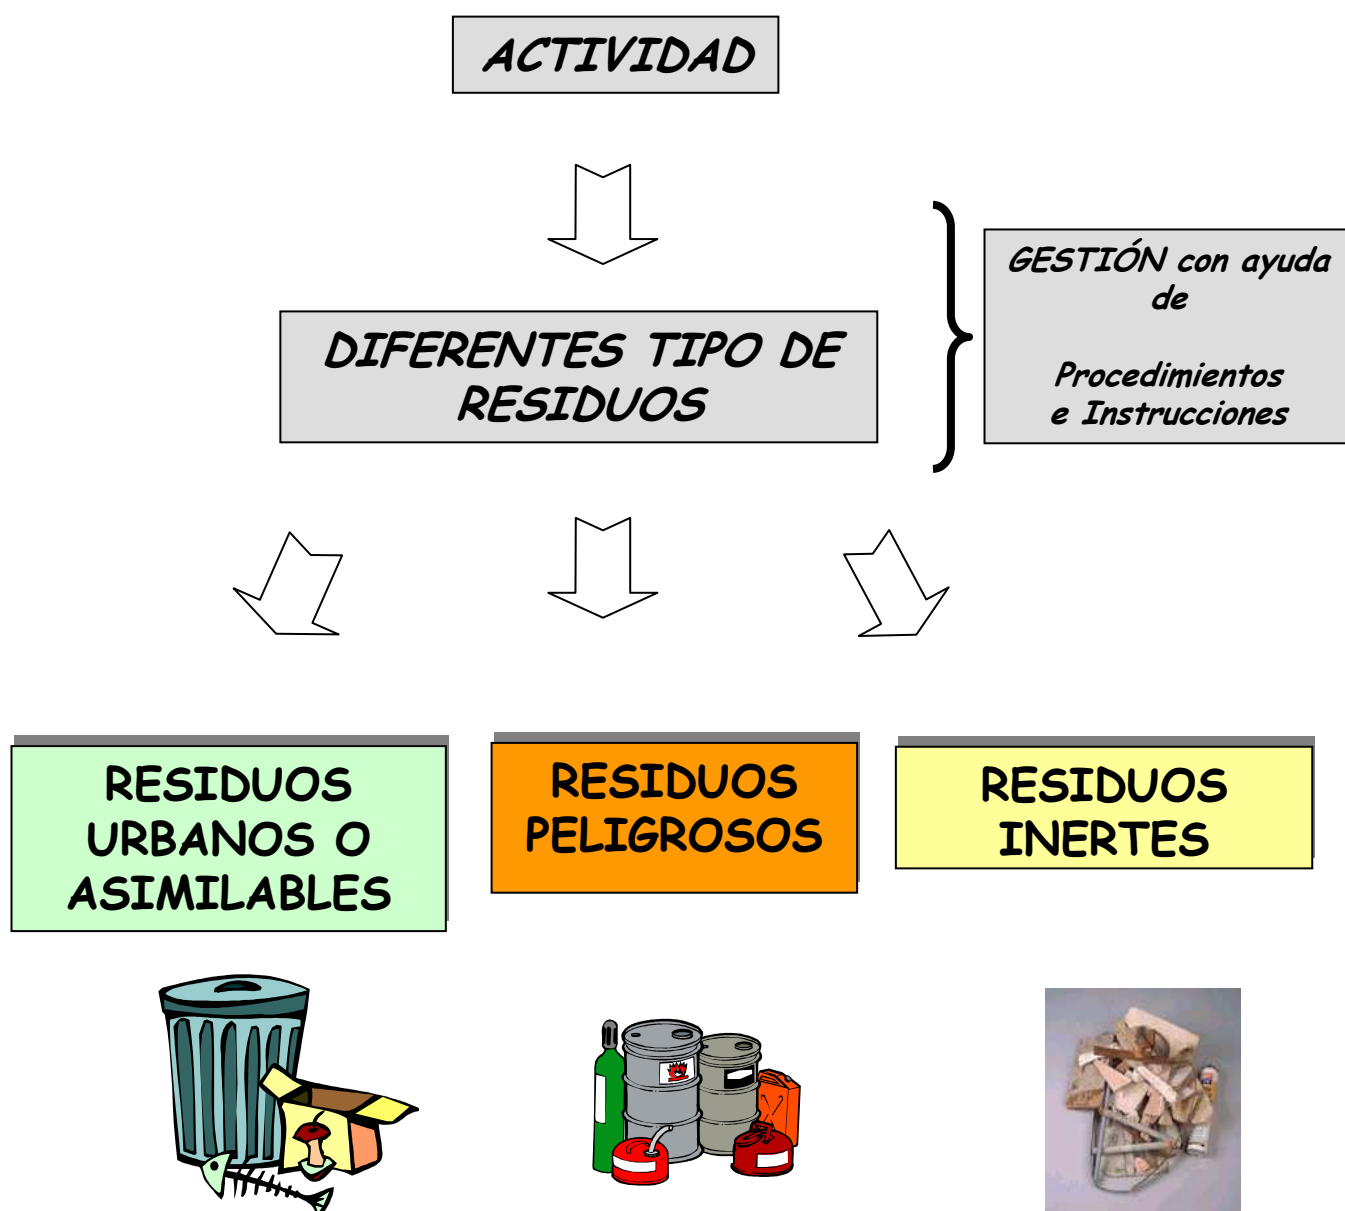 ACTIVIDAD
GESTIÓN con ayuda
de
Procedimientos
e Instrucciones
DIFERENTES TIPO DE
RESIDUOS
RESIDUOS
URBANOS O
ASIMILABLES
RESIDUOS
PELIGROSOS
RESIDUOS
INERTES